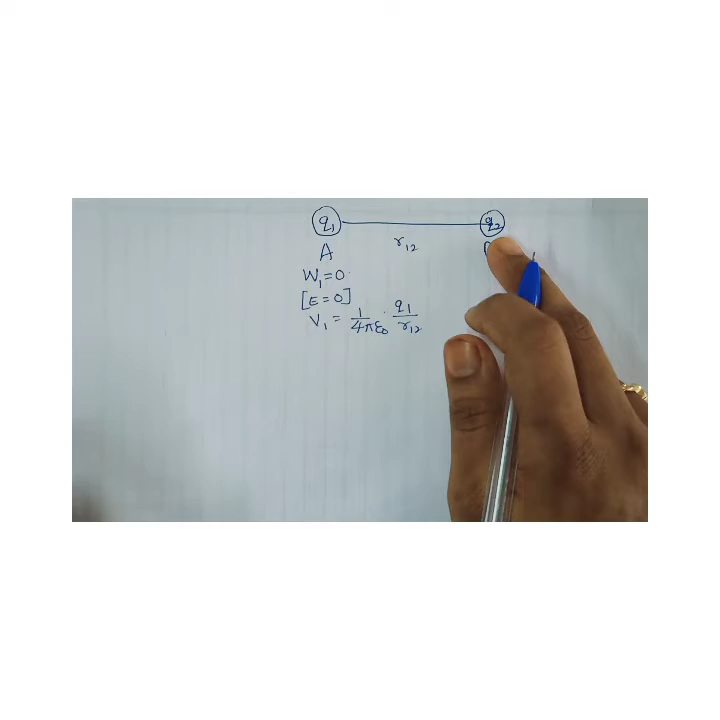 q₁ q₂
r₁₂
A
W₁=0.
[E=0]
V₁ = 1/4πε₀ · q₁/r₁₂